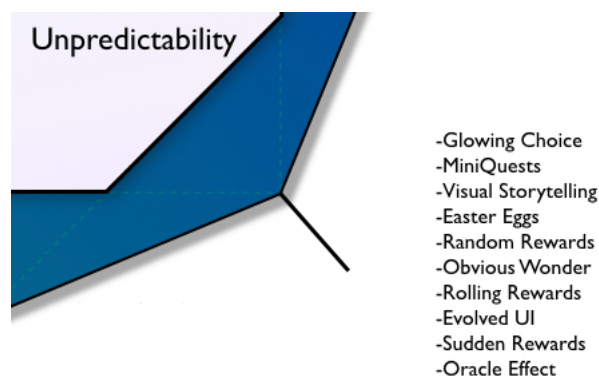 Unpredictability
-Glowing Choice
-MiniQuests
-Visual Storytelling
-Easter Eggs
-Random Rewards
-Obvious Wonder
-Rolling Rewards
-Evolved UI
-Sudden Rewards
-Oracle Effect